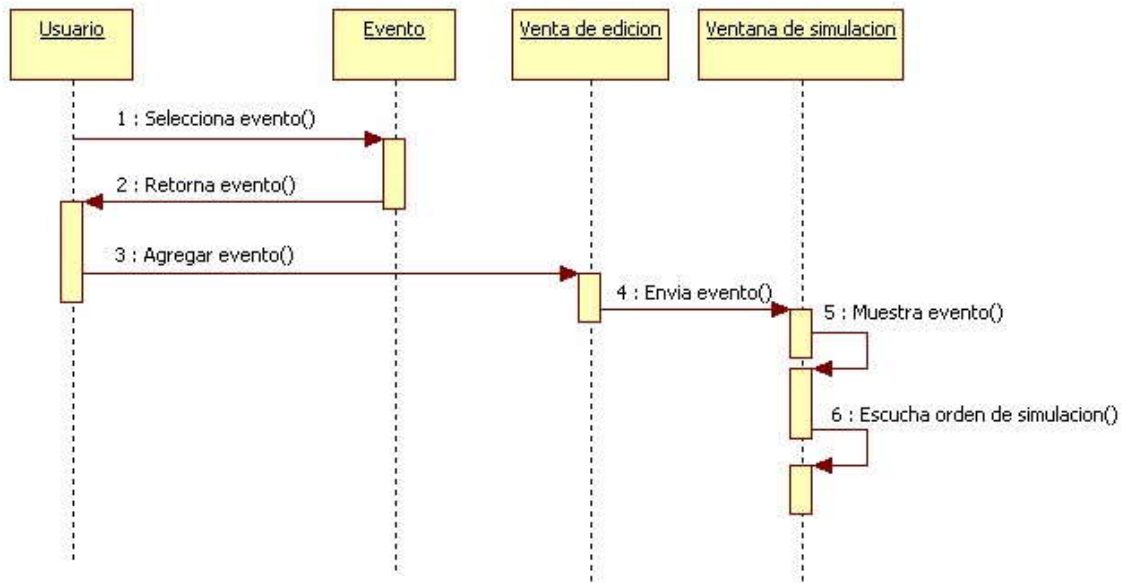 Usuario
Evento
Venta de edicion
Ventana de simulacion
1 : Selecciona evento()
2 : Retorna evento()
3 : Agregar evento()
4 : Envia evento()
5 : Muestra evento()
6 : Escucha orden de simulacion()